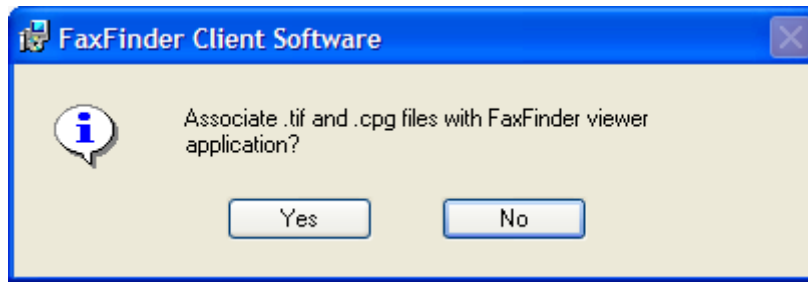 FaxFinder Client Software
Associate .tif and .cpg files with FaxFinder viewer
application?
Yes
No